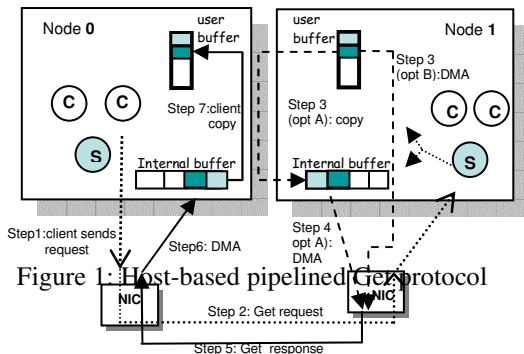 Node 0
user
buffer
C
C
S
Step 7:client
copy
Internal buffer
Node 1
user
buffer
Step 3
(opt B):DMA
Step 3
(opt A): copy
C
C
S
Internal buffer
Step1:client sends
request
Step6: DMA
Step 4
opt A):
DMA
Figure 1: Host-based pipelined Get protocol
NIC
NIC
Step 2: Get request
Step 5: Get response